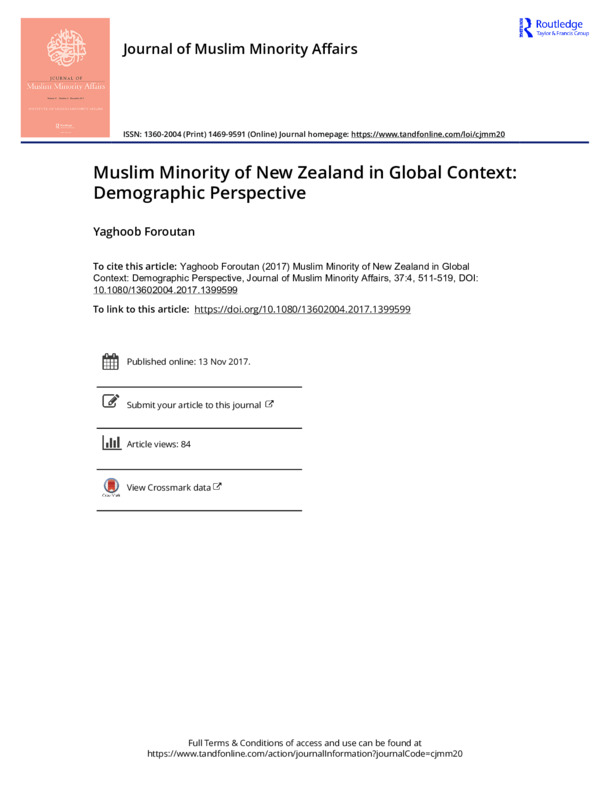 Routledge
Taylor & Francis Group
Journal of Muslim Minority Affairs
JOURNAL OF
Muslim Minority Affairs
ISSN: 1360-2004 (Print) 1469-9591 (Online) Journal homepage: https://www.tandfonline.com/loi/cjmm20
Muslim Minority of New Zealand in Global Context:
Demographic Perspective
Yaghoob Foroutan
To cite this article: Yaghoob Foroutan (2017) Muslim Minority of New Zealand in Global
Context: Demographic Perspective, Journal of Muslim Minority Affairs, 37:4, 511-519, DOI:
10.1080/13602004.2017.1399599
To link to this article: https://doi.org/10.1080/13602004.2017.1399599
Published online: 13 Nov 2017.
Submit your article to this journal
Article views: 84
View Crossmark data
Full Terms & Conditions of access and use can be found at
https://www.tandfonline.com/action/journalInformation?journalCode=cjmm20